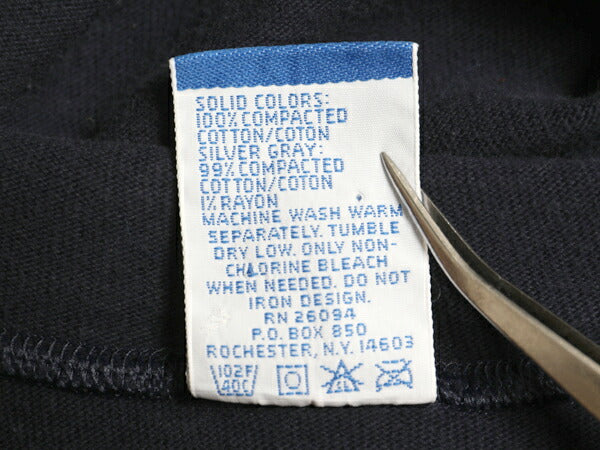 SOLID COLORS:
100% COMPACTED
COTTON/COTON
SILVER GRAY:
99% COMPACTED
COTTON/COTON
1% RAYON
MACHINE WASH WARM
SEPARATELY. TUMBLE
DRY LOW. ONLY NON-
CHLORINE BLEACH
WHEN NEEDED. DO NOT
IRON DESIGN.
RN 26094
P.O. BOX 850
ROCHESTER, N.Y. 14603
102F
40C